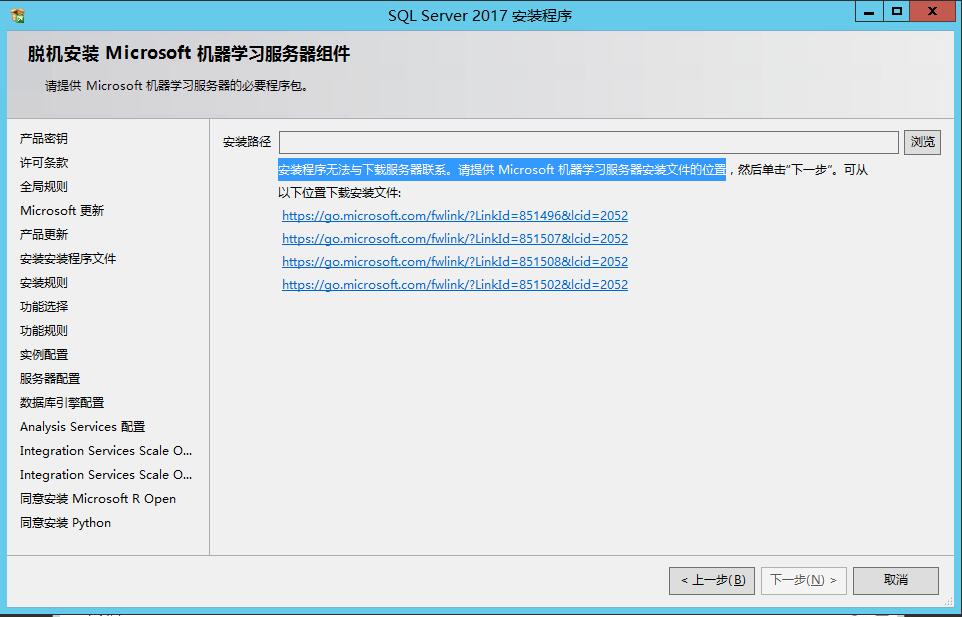 SQL Server 2017 安装程序
脱机安装 Microsoft 机器学习服务器组件
请提供 Microsoft 机器学习服务器的必要程序包。
产品密钥
许可条款
全局规则
Microsoft 更新
产品更新
安装安装程序文件
安装规则
功能选择
功能规则
实例配置
服务器配置
数据库引擎配置
Analysis Services 配置
Integration Services Scale O...
Integration Services Scale O...
同意安装 Microsoft R Open
同意安装 Python
安装路径
浏览
安装程序无法与下载服务器联系。请提供 Microsoft 机器学习服务器安装文件的位置，然后单击“下一步”。可从
以下位置下载安装文件:
https://go.microsoft.com/fwlink/?LinkId=851496&lcid=2052
https://go.microsoft.com/fwlink/?LinkId=851507&lcid=2052
https://go.microsoft.com/fwlink/?LinkId=851508&lcid=2052
https://go.microsoft.com/fwlink/?LinkId=851502&lcid=2052
< 上一步(B)
下一步(N) >
取消